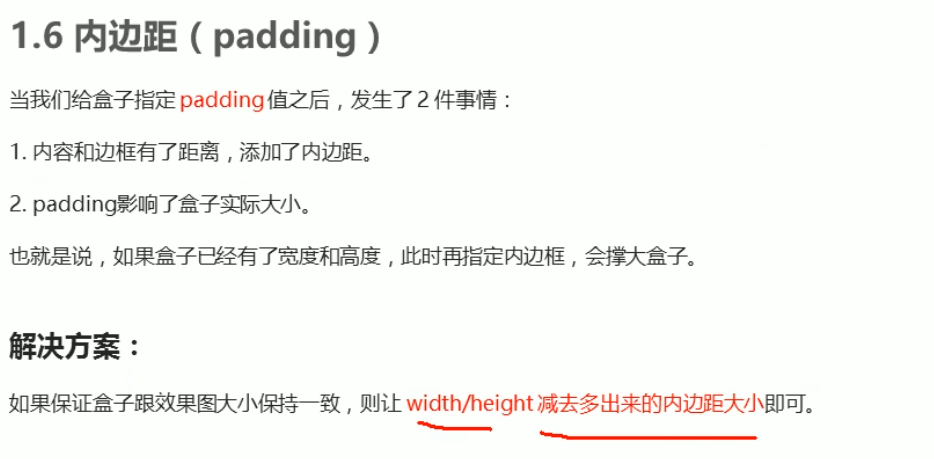 1.6 内边距（padding）
当我们给盒子指定 padding 值之后，发生了 2 件事情：
1. 内容和边框有了距离，添加了内边距。
2. padding影响了盒子实际大小。
也就是说，如果盒子已经有了宽度和高度，此时再指定内边框，会撑大盒子。
解决方案：
如果保证盒子跟效果图大小保持一致，则让 width/height 减去多出来的内边距大小即可。